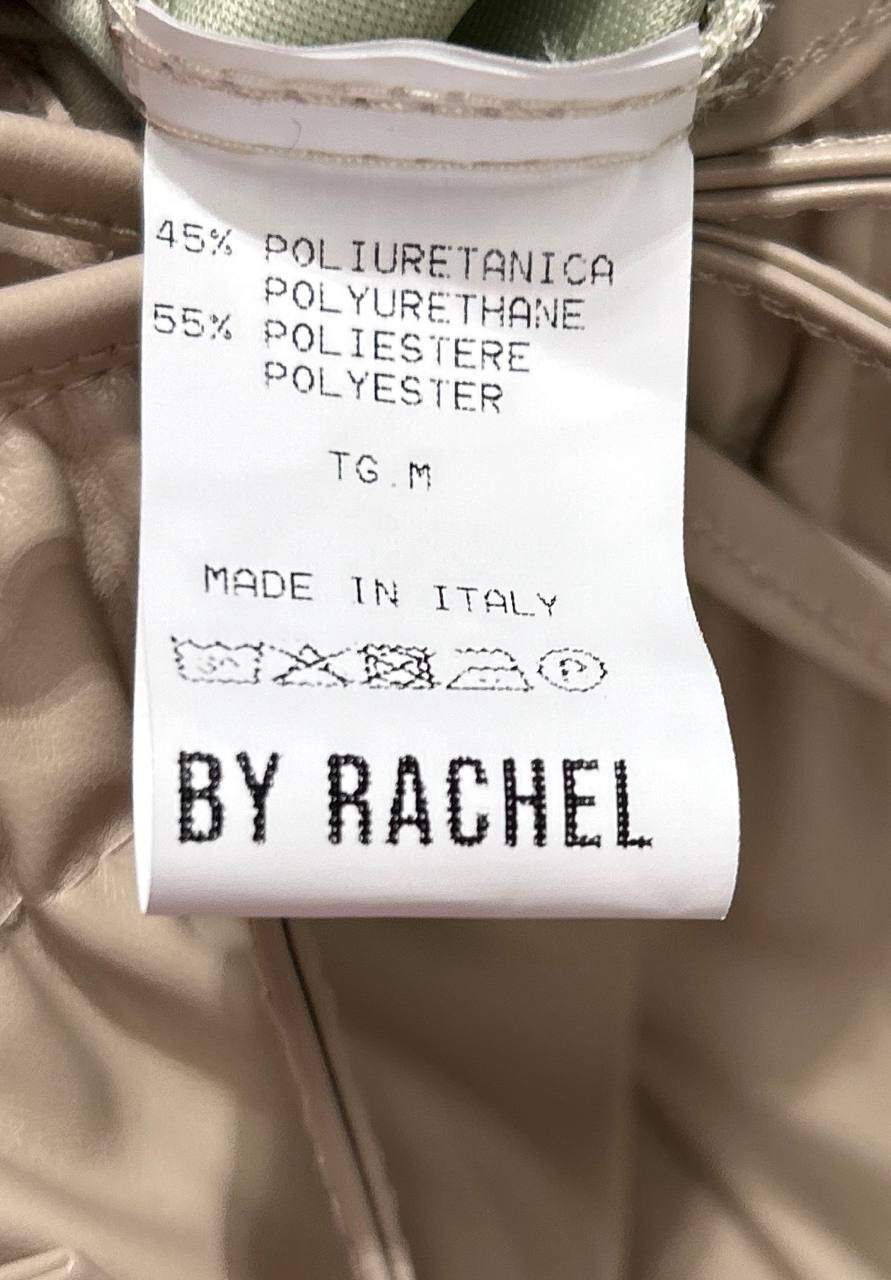 45% POLIURETANICA
POLYURETHANE
55% POLIESTERE
POLYESTER
TG.M
MADE IN ITALY
P
BY RACHEL